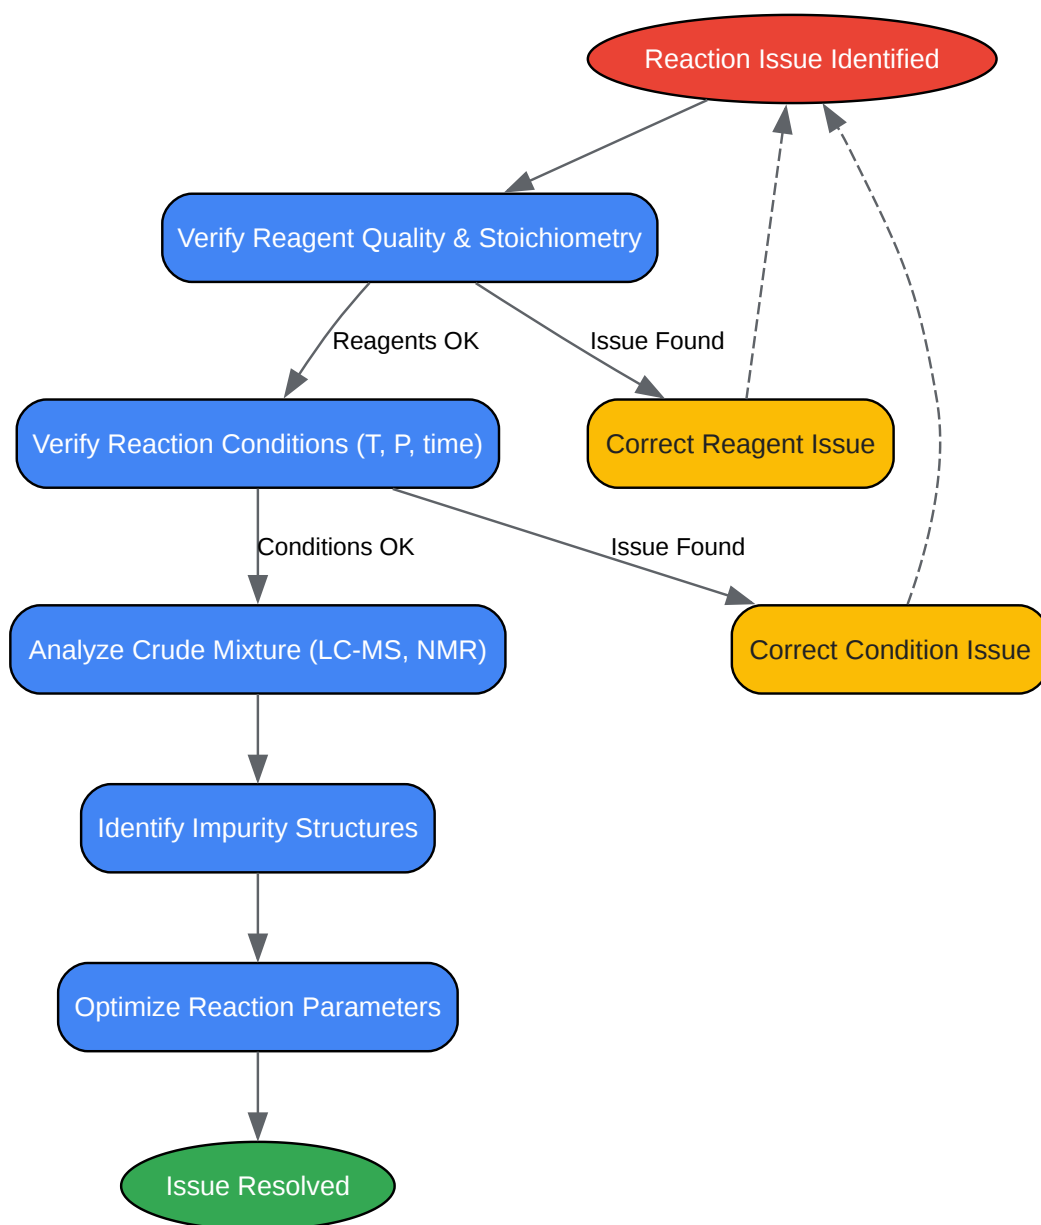 Reaction Issue Identified
Verify Reagent Quality & Stoichiometry
Reagents OK
Issue Found
Verify Reaction Conditions (T, P, time)
Correct Reagent Issue
Conditions OK
Issue Found
Analyze Crude Mixture (LC-MS, NMR)
Correct Condition Issue
Identify Impurity Structures
Optimize Reaction Parameters
Issue Resolved